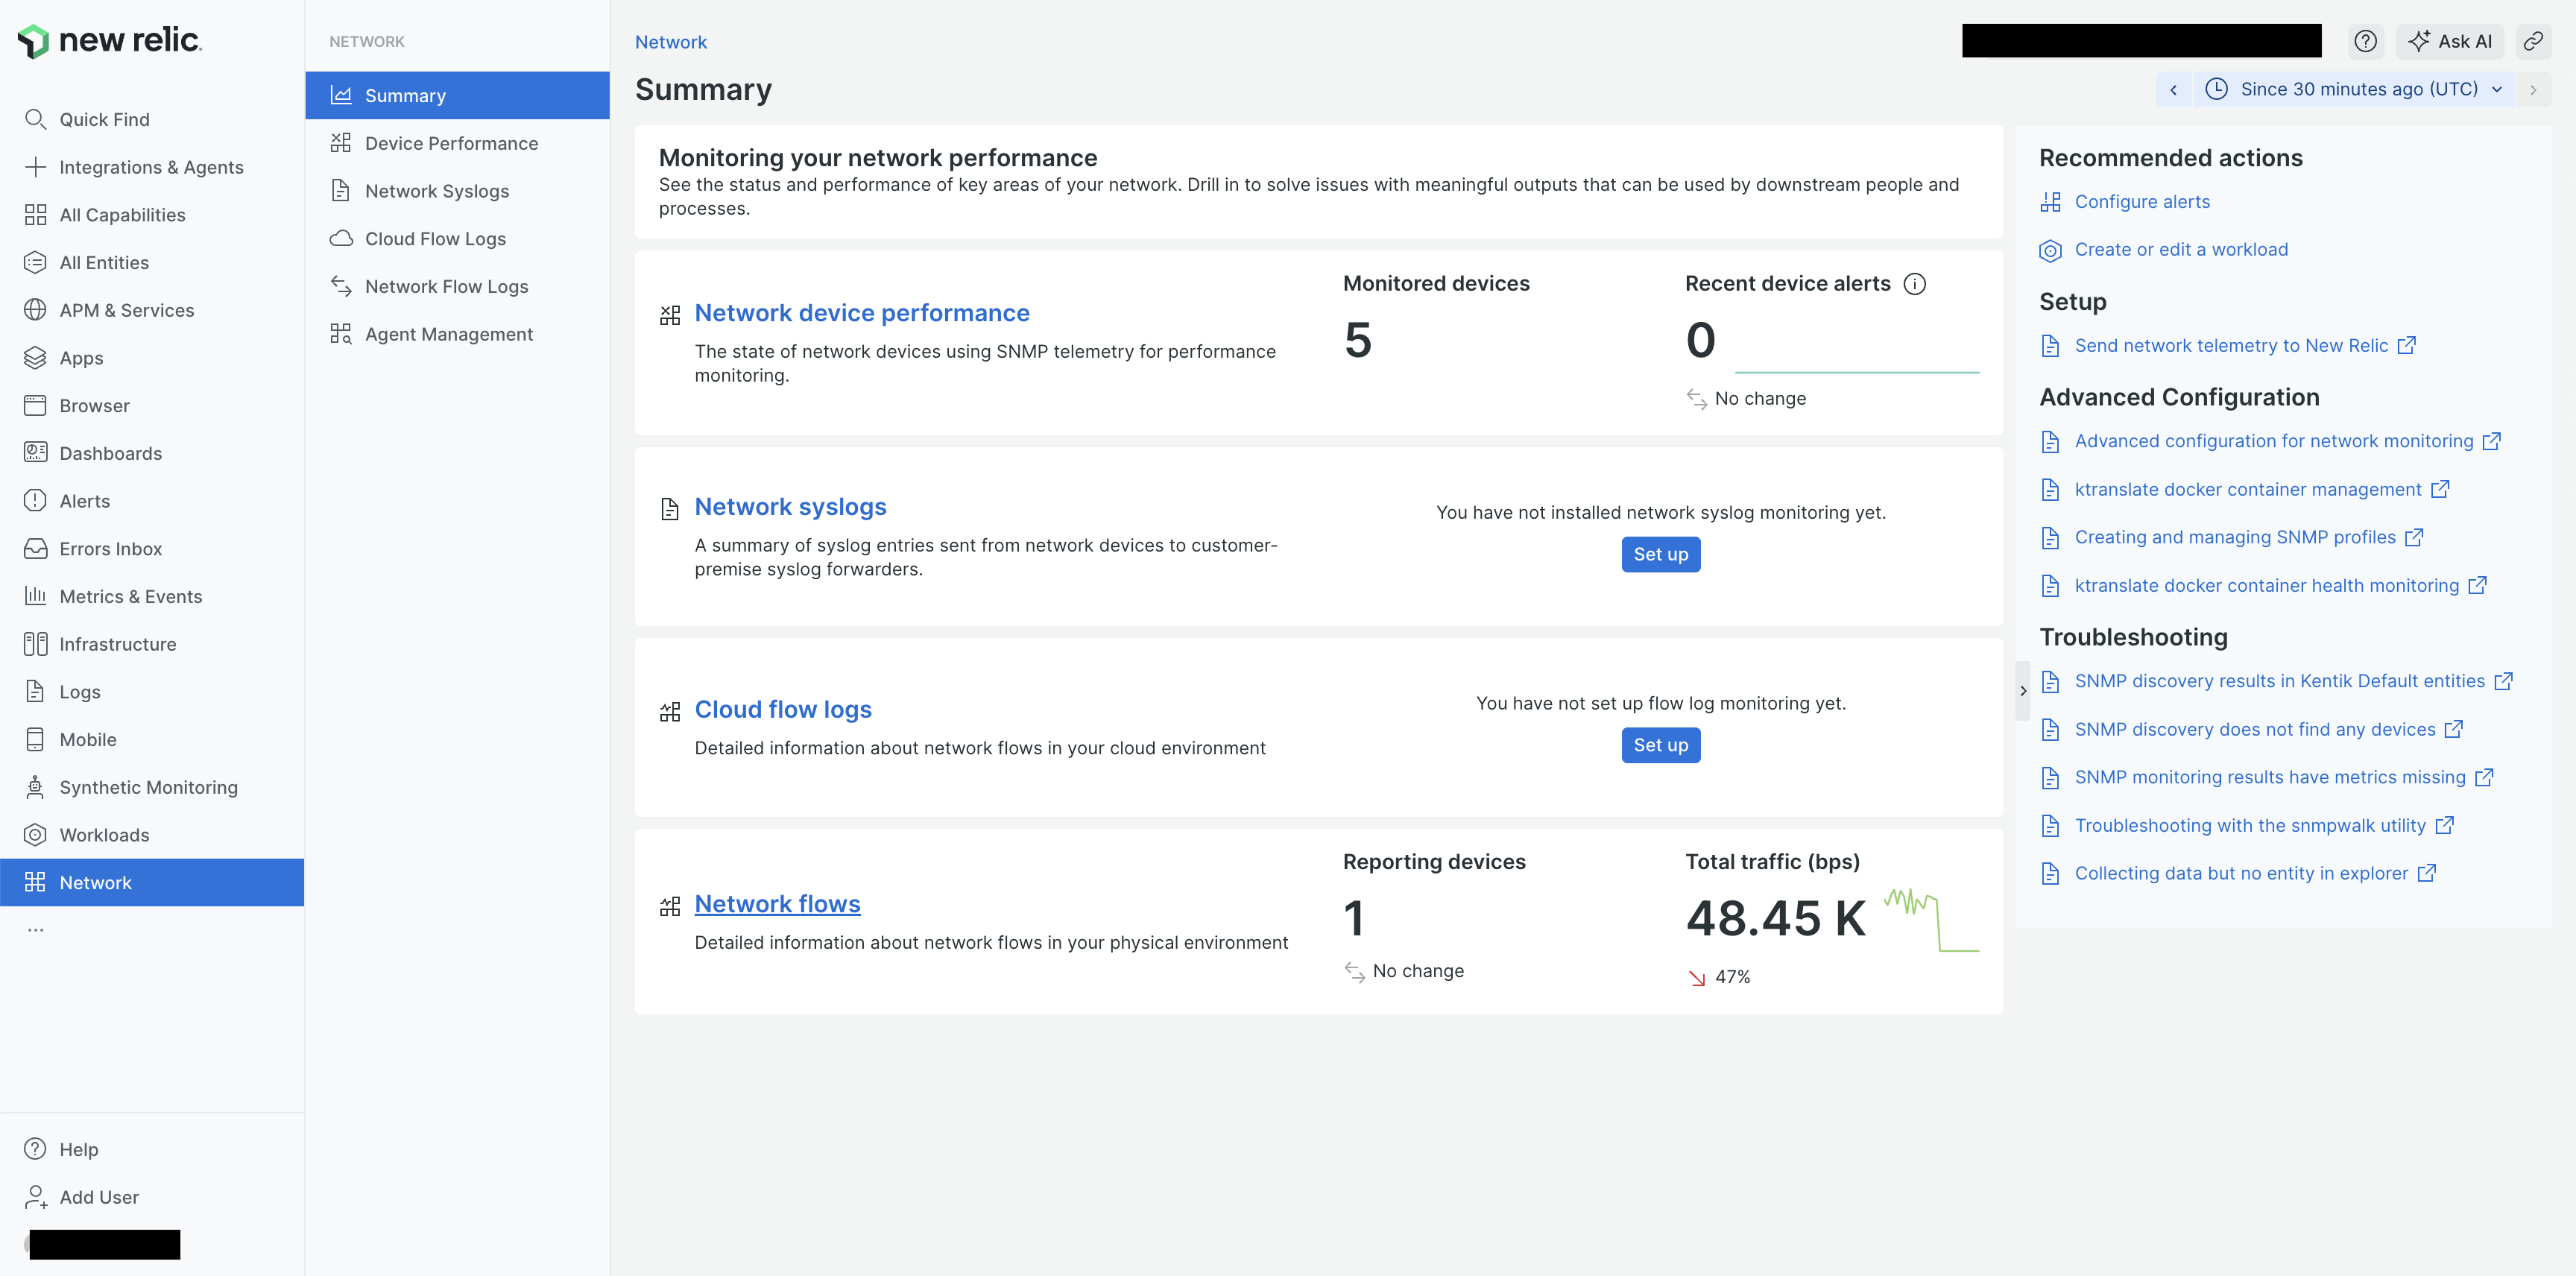 new relic.
Quick Find
Integrations & Agents
All Capabilities
All Entities
APM & Services
Apps
Browser
Dashboards
Alerts
Errors Inbox
Metrics & Events
Infrastructure
Logs
Mobile
Synthetic Monitoring
Workloads
Network
...
Help
Add User
NETWORK
Summary
Device Performance
Network Syslogs
Cloud Flow Logs
Network Flow Logs
Agent Management
Network
Ask AI
Summary
Since 30 minutes ago (UTC)
Monitoring your network performance
See the status and performance of key areas of your network. Drill in to solve issues with meaningful outputs that can be used by downstream people and
processes.
Network device performance
The state of network devices using SNMP telemetry for performance
monitoring.
Monitored devices
5
Recent device alerts
0
No change
Network syslogs
A summary of syslog entries sent from network devices to customer-
premise syslog forwarders.
You have not installed network syslog monitoring yet.
Set up
Cloud flow logs
Detailed information about network flows in your cloud environment
You have not set up flow log monitoring yet.
Set up
Network flows
Detailed information about network flows in your physical environment
Reporting devices
1
No change
Total traffic (bps)
48.45 K
47%
Recommended actions
Configure alerts
Create or edit a workload
Setup
Send network telemetry to New Relic
Advanced Configuration
Advanced configuration for network monitoring
ktranslate docker container management
Creating and managing SNMP profiles
ktranslate docker container health monitoring
Troubleshooting
SNMP discovery results in Kentik Default entities
SNMP discovery does not find any devices
SNMP monitoring results have metrics missing
Troubleshooting with the snmpwalk utility
Collecting data but no entity in explorer